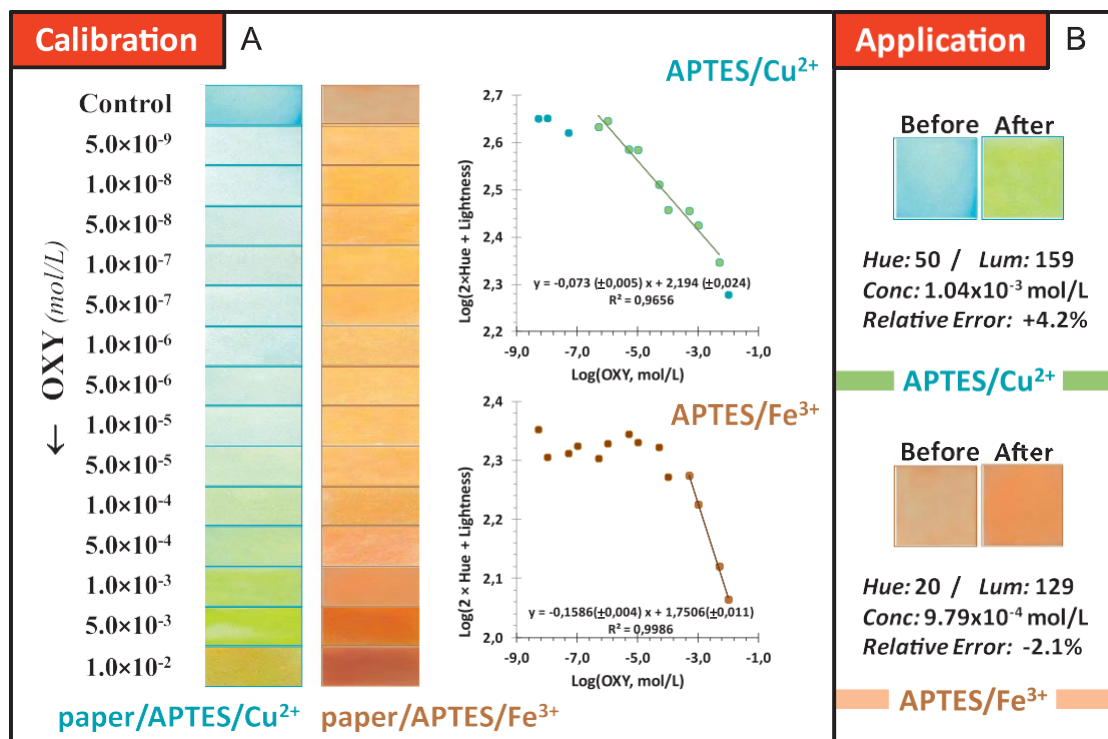 Calibration
A
Control
5.0×10⁻⁹
1.0×10⁻⁸
5.0×10⁻⁸
1.0×10⁻⁷
5.0×10⁻⁷
1.0×10⁻⁶
5.0×10⁻⁶
1.0×10⁻⁵
5.0×10⁻⁵
1.0×10⁻⁴
5.0×10⁻⁴
1.0×10⁻³
5.0×10⁻³
1.0×10⁻²
← OXY (mol/L)
paper/APTES/Cu²⁺
paper/APTES/Fe³⁺
APTES/Cu²⁺
Log(2×Hue + Lightness)
2,7
2,6
2,5
2,4
2,3
2,2
y = -0,073 (±0,005) x + 2,194 (±0,024)
R² = 0,9656
-9,0 -7,0 -5,0 -3,0 -1,0
Log(OXY, mol/L)
APTES/Fe³⁺
Log(2 × Hue + Lightness)
2,4
2,3
2,2
2,1
2,0
y = -0,1586(±0,004) x + 1,7506(±0,011)
R² = 0,9986
-9,0 -7,0 -5,0 -3,0 -1,0
Log(OXY, mol/L)
Application
B
Before After
Hue: 50 / Lum: 159
Conc: 1.04x10⁻³ mol/L
Relative Error: +4.2%
APTES/Cu²⁺
Before After
Hue: 20 / Lum: 129
Conc: 9.79x10⁻⁴ mol/L
Relative Error: -2.1%
APTES/Fe³⁺